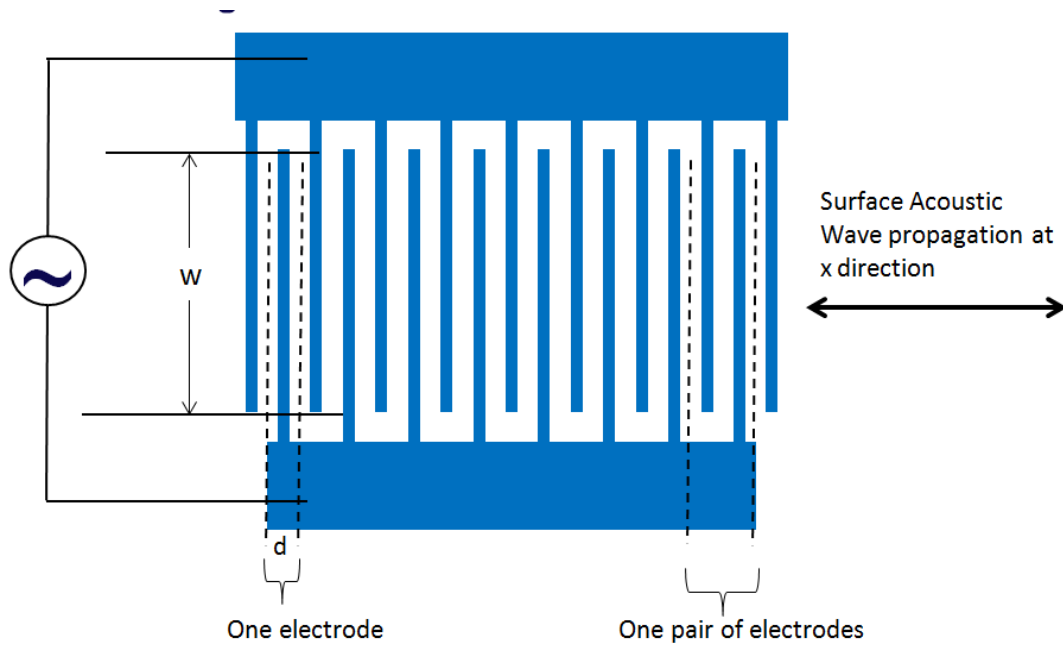 W
Surface Acoustic
Wave propagation at
x direction
d
One electrode
One pair of electrodes